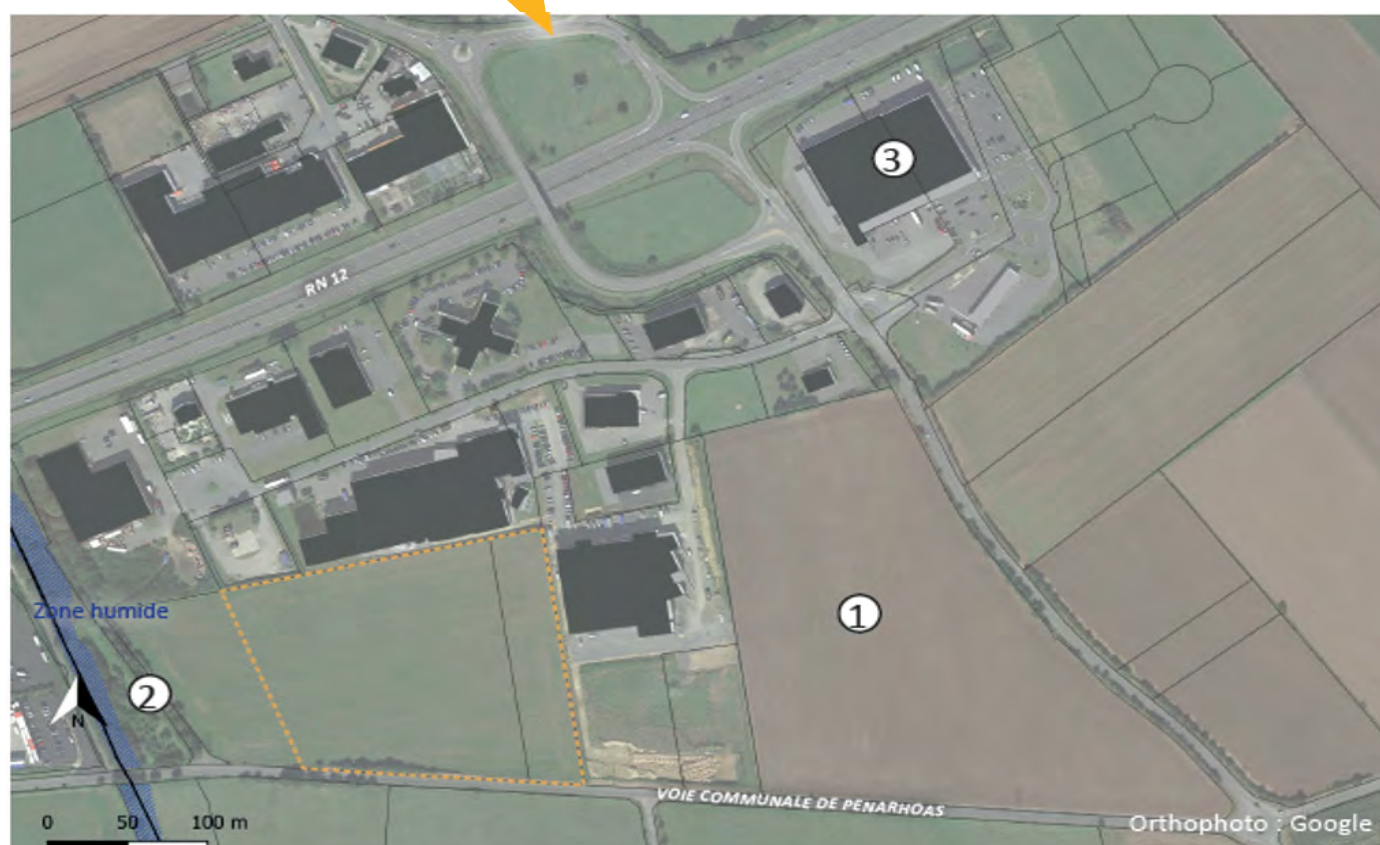 ③
RN 12
①
Zone humide
②
N
VOIE COMMUNALE DE PENARHOAS
0 50 100 m
Orthophoto : Google